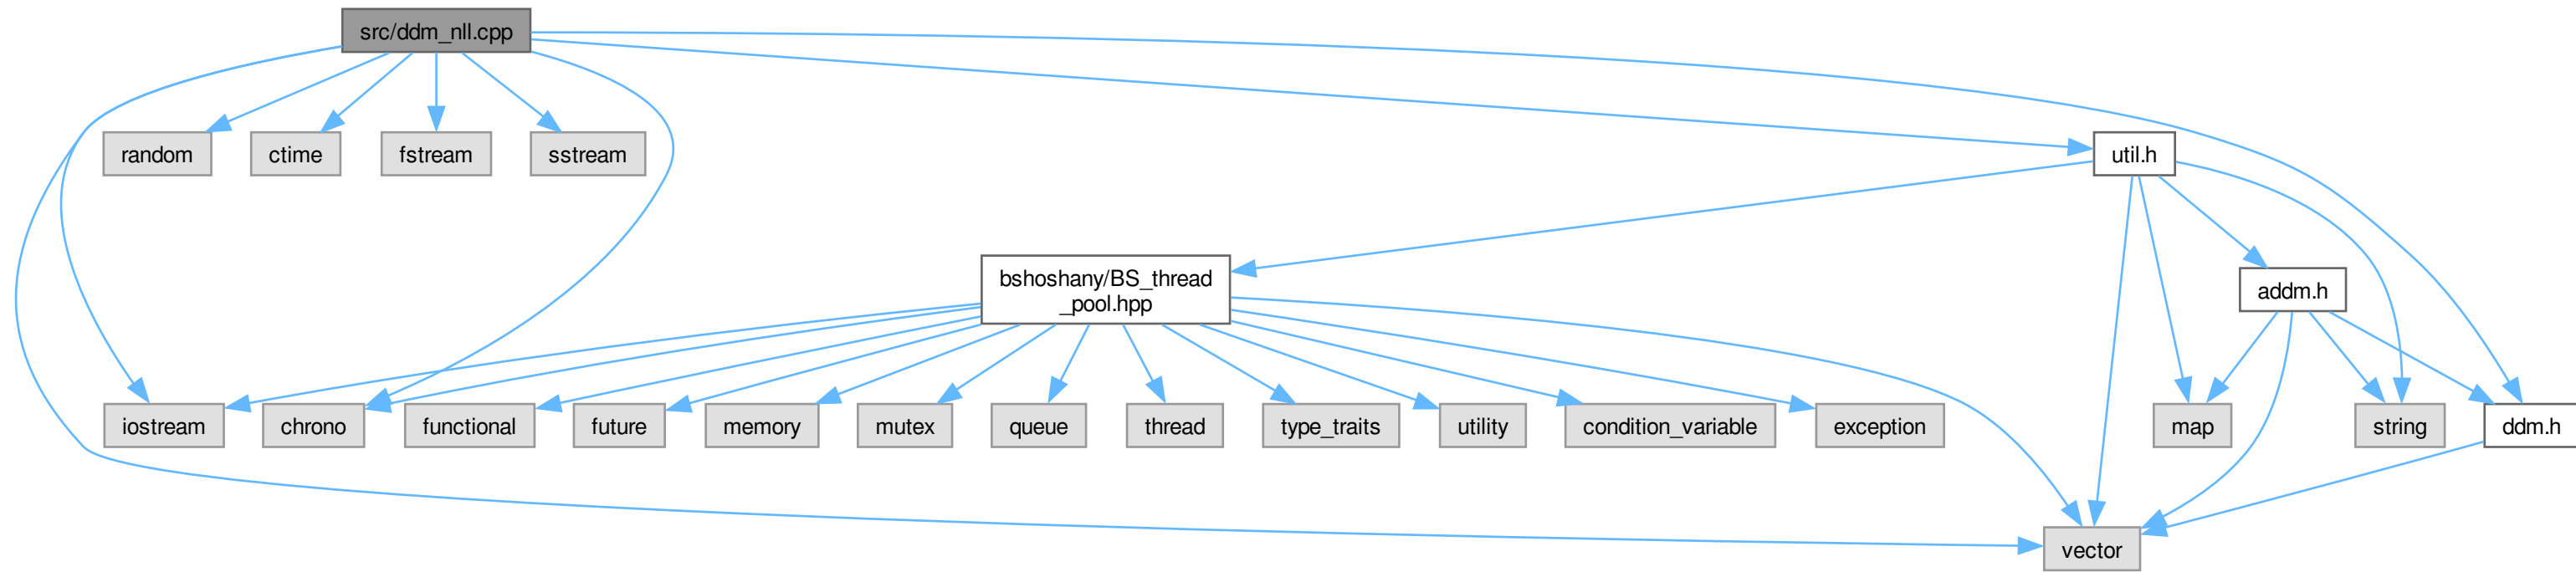 src/ddm_nll.cpp
random
ctime
fstream
sstream
util.h
bshoshany/BS_thread
_pool.hpp
addm.h
iostream
chrono
functional
future
memory
mutex
queue
thread
type_traits
utility
condition_variable
exception
map
string
ddm.h
vector